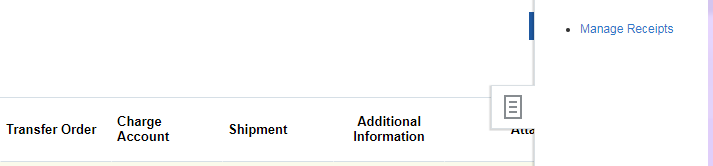 Manage Receipts
Transfer Order
Charge
Account
Shipment
Additional
Information